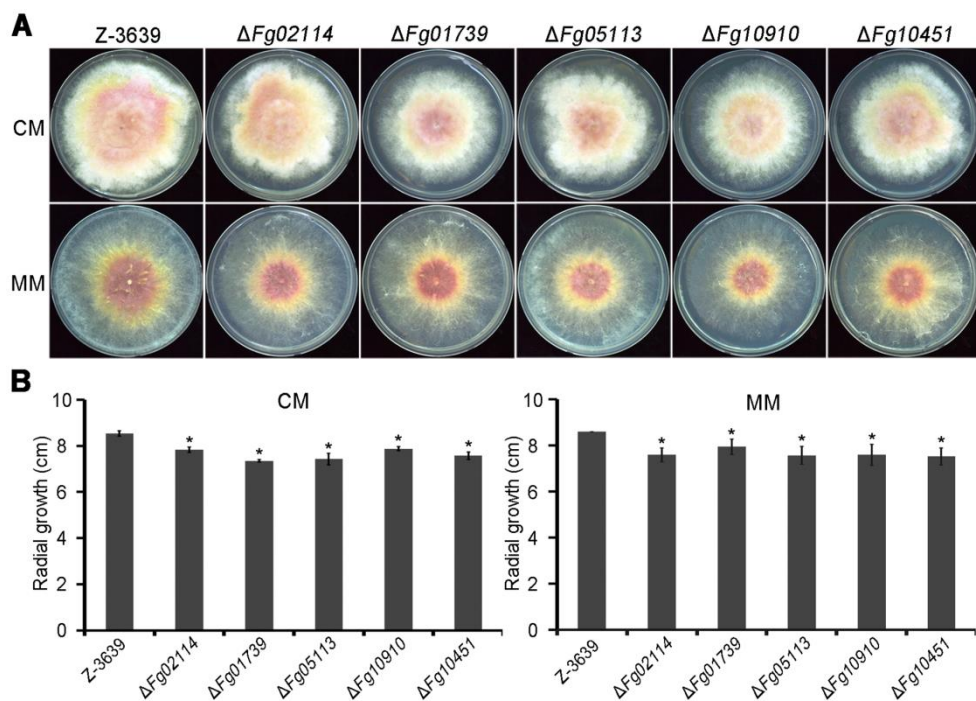 A
Z-3639 ΔFg02114 ΔFg01739 ΔFg05113 ΔFg10910 ΔFg10451
CM
MM
B
CM
Radial growth (cm)
10
8
6
4
2
0
* * * * *
Z-3639 ΔFg02114 ΔFg01739 ΔFg05113 ΔFg10910 ΔFg10451
MM
Radial growth (cm)
10
8
6
4
2
0
* * * * *
Z-3639 ΔFg02114 ΔFg01739 ΔFg05113 ΔFg10910 ΔFg10451